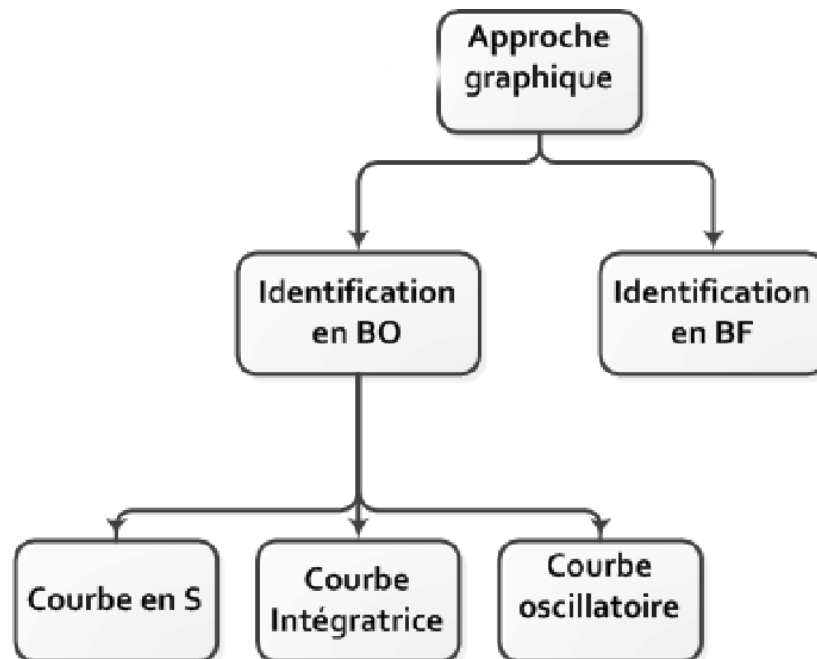 Approche
graphique
Identification
en BO
Identification
en BF
Courbe en S
Courbe
Intégratrice
Courbe
oscillatoire